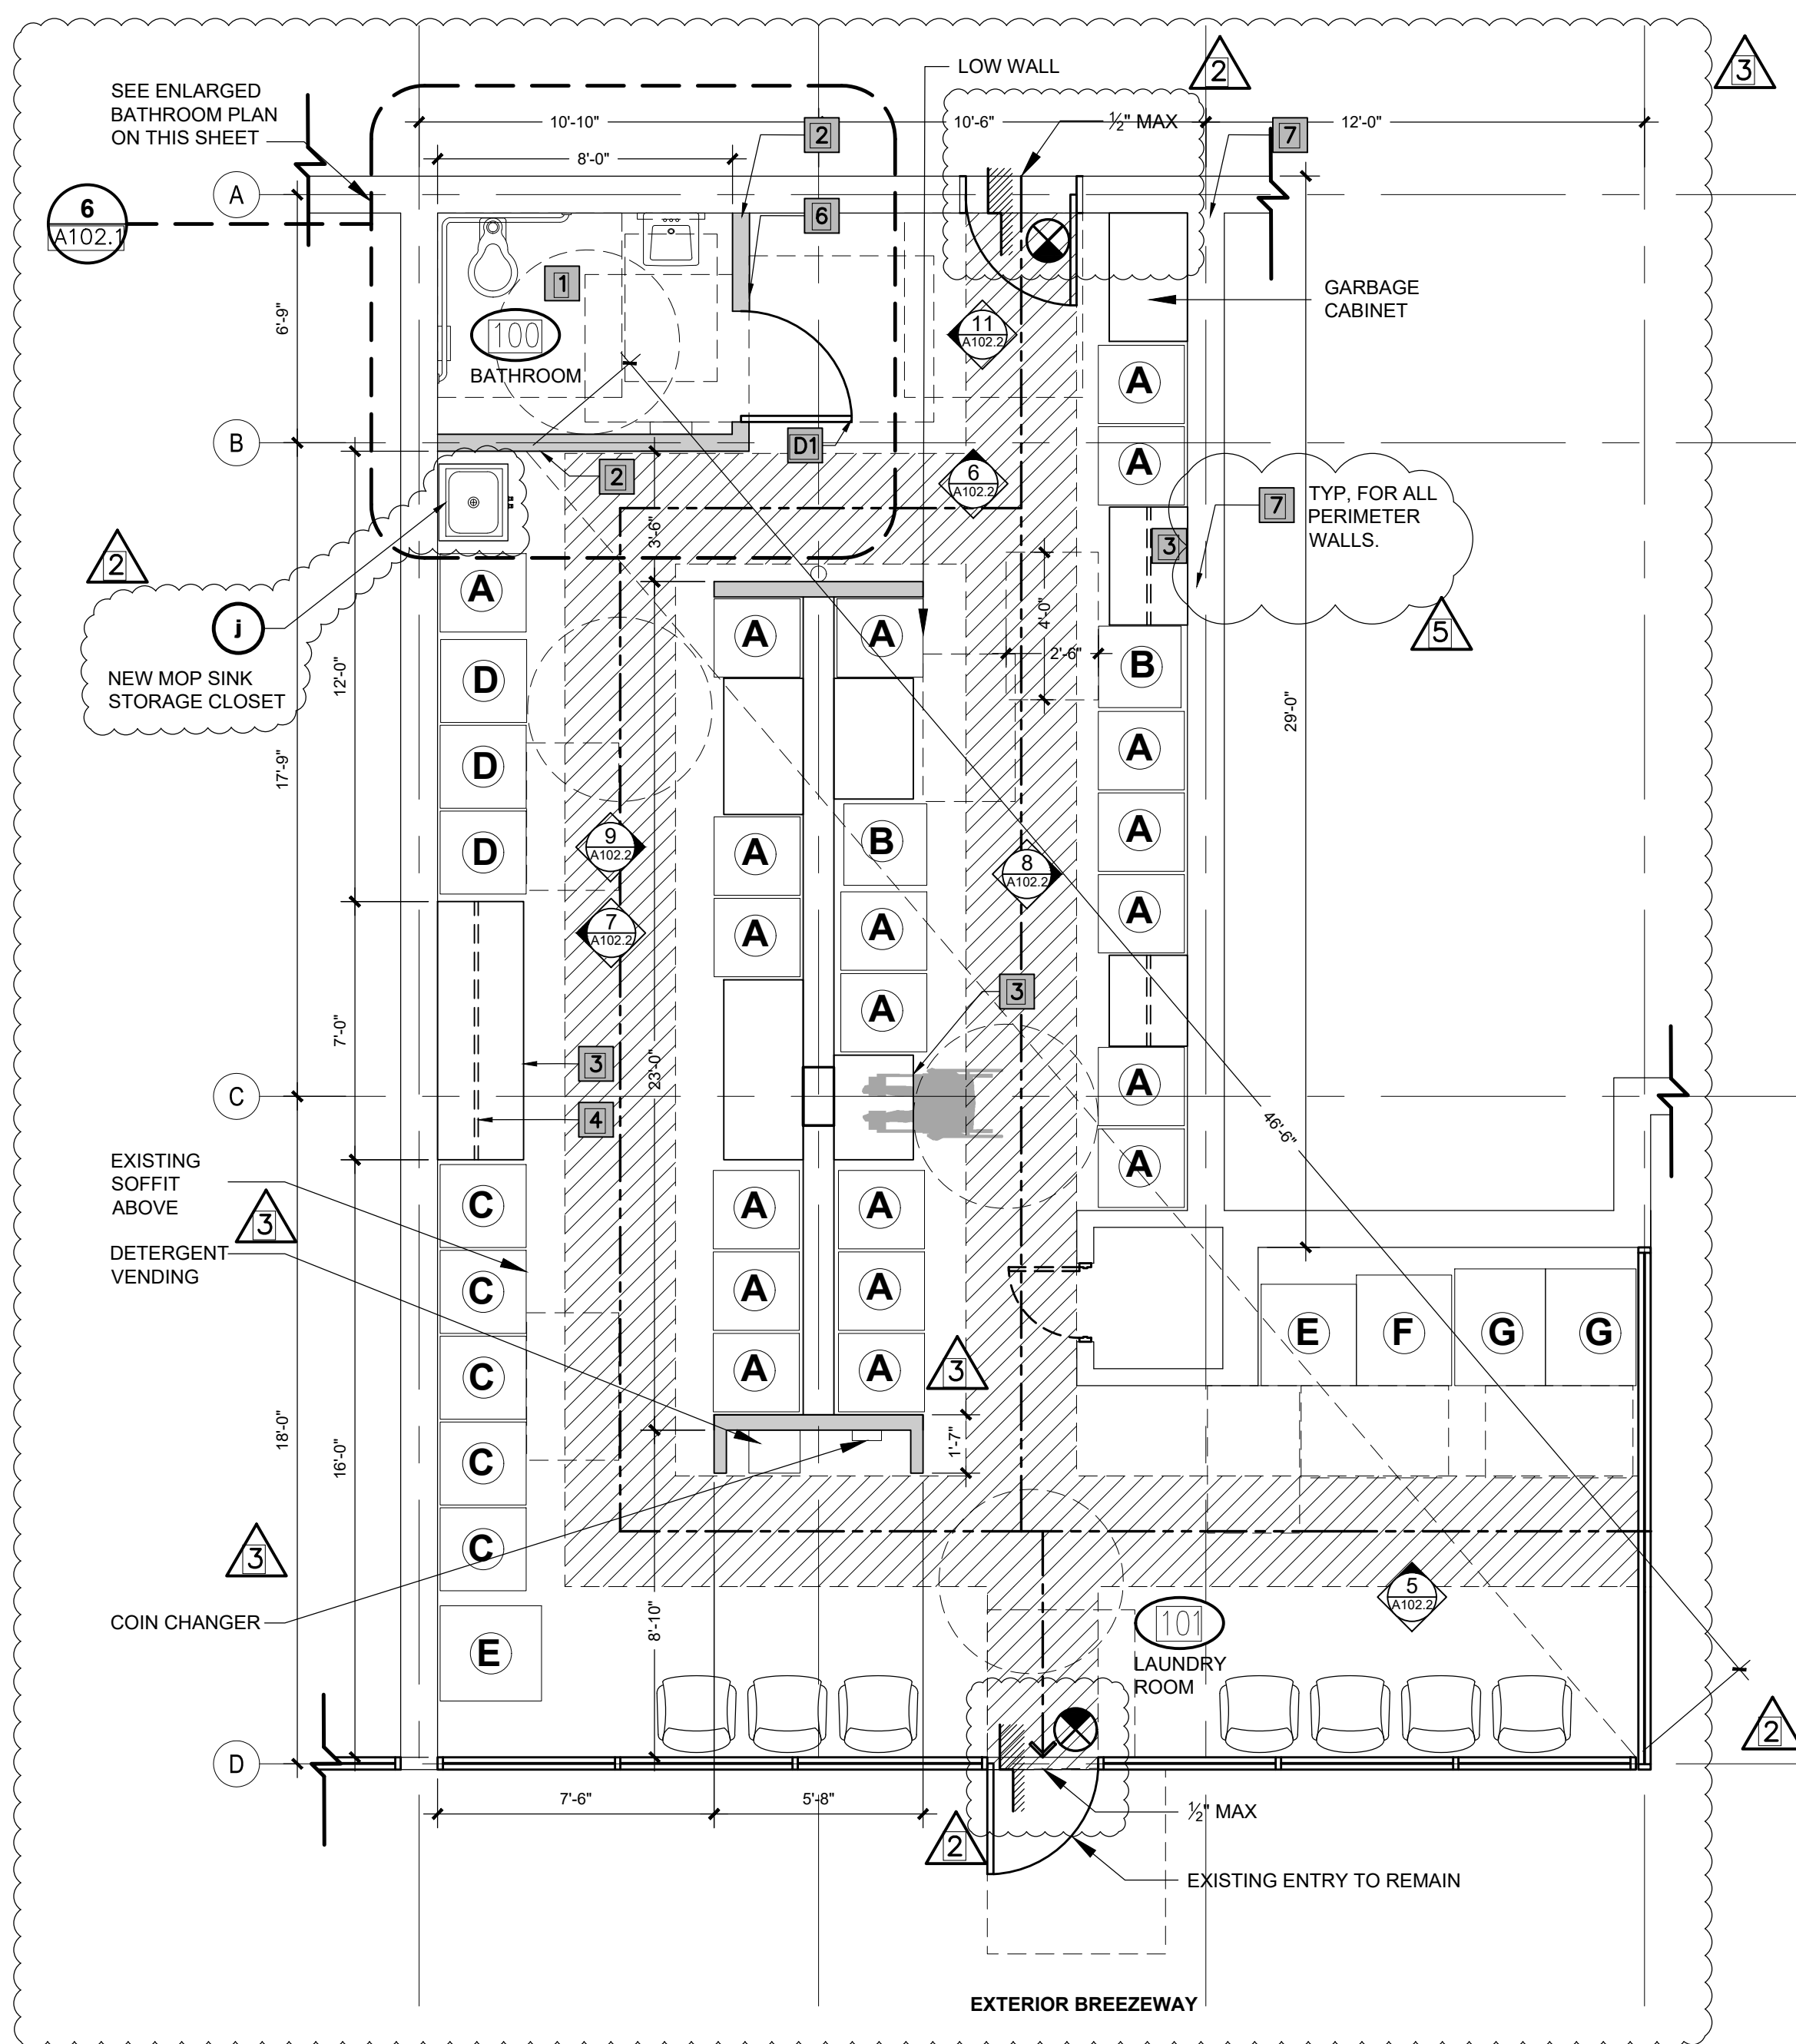 LOW WALL
2
3
SEE ENLARGED
BATHROOM PLAN
ON THIS SHEET
10'-10"
10'-6"
½" MAX
12'-0"
2
7
8'-0"
A
6
A102.1
6
1
GARBAGE
CABINET
6'-9"
11
A102.2
100
BATHROOM
A
B
D1
A
2
6
A102.2
7
TYP, FOR ALL
PERIMETER
WALLS.
3
3'-6"
2
A
4'-0"
5
j
A
A
NEW MOP SINK
STORAGE CLOSET
12'-0"
D
2'-6"
B
29'-0"
17'-9"
D
A
D
9
A102.2
A
B
A
8
A102.2
7
A102.2
A
A
A
3
A
7'-0"
3
23'-0"
A
C
4
46'-6"
EXISTING
SOFFIT
ABOVE
3
C
A
A
A
DETERGENT
VENDING
C
A
A
E
F
G
G
C
A
A
3
18'-0"
16'-0"
C
1'-7"
3
C
5
A102.2
COIN CHANGER
8'-10"
101
E
LAUNDRY
ROOM
2
D
7'-6"
5'-8"
½" MAX
2
EXISTING ENTRY TO REMAIN
EXTERIOR BREEZEWAY